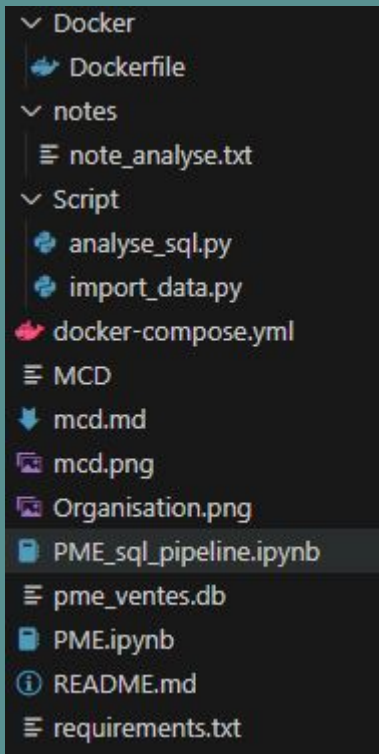 Docker
Dockerfile
notes
note_analyse.txt
Script
analyse_sql.py
import_data.py
docker-compose.yml
MCD
mcd.md
mcd.png
Organisation.png
PME_sql_pipeline.ipynb
pme_ventes.db
PME.ipynb
README.md
requirements.txt